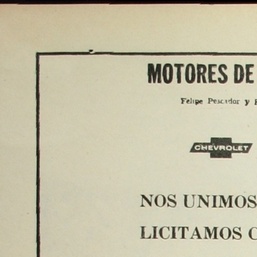 MOTORES DE
Felipe Pescador y
CHEVROLET
NOS UNIMOS
LICITAMOS